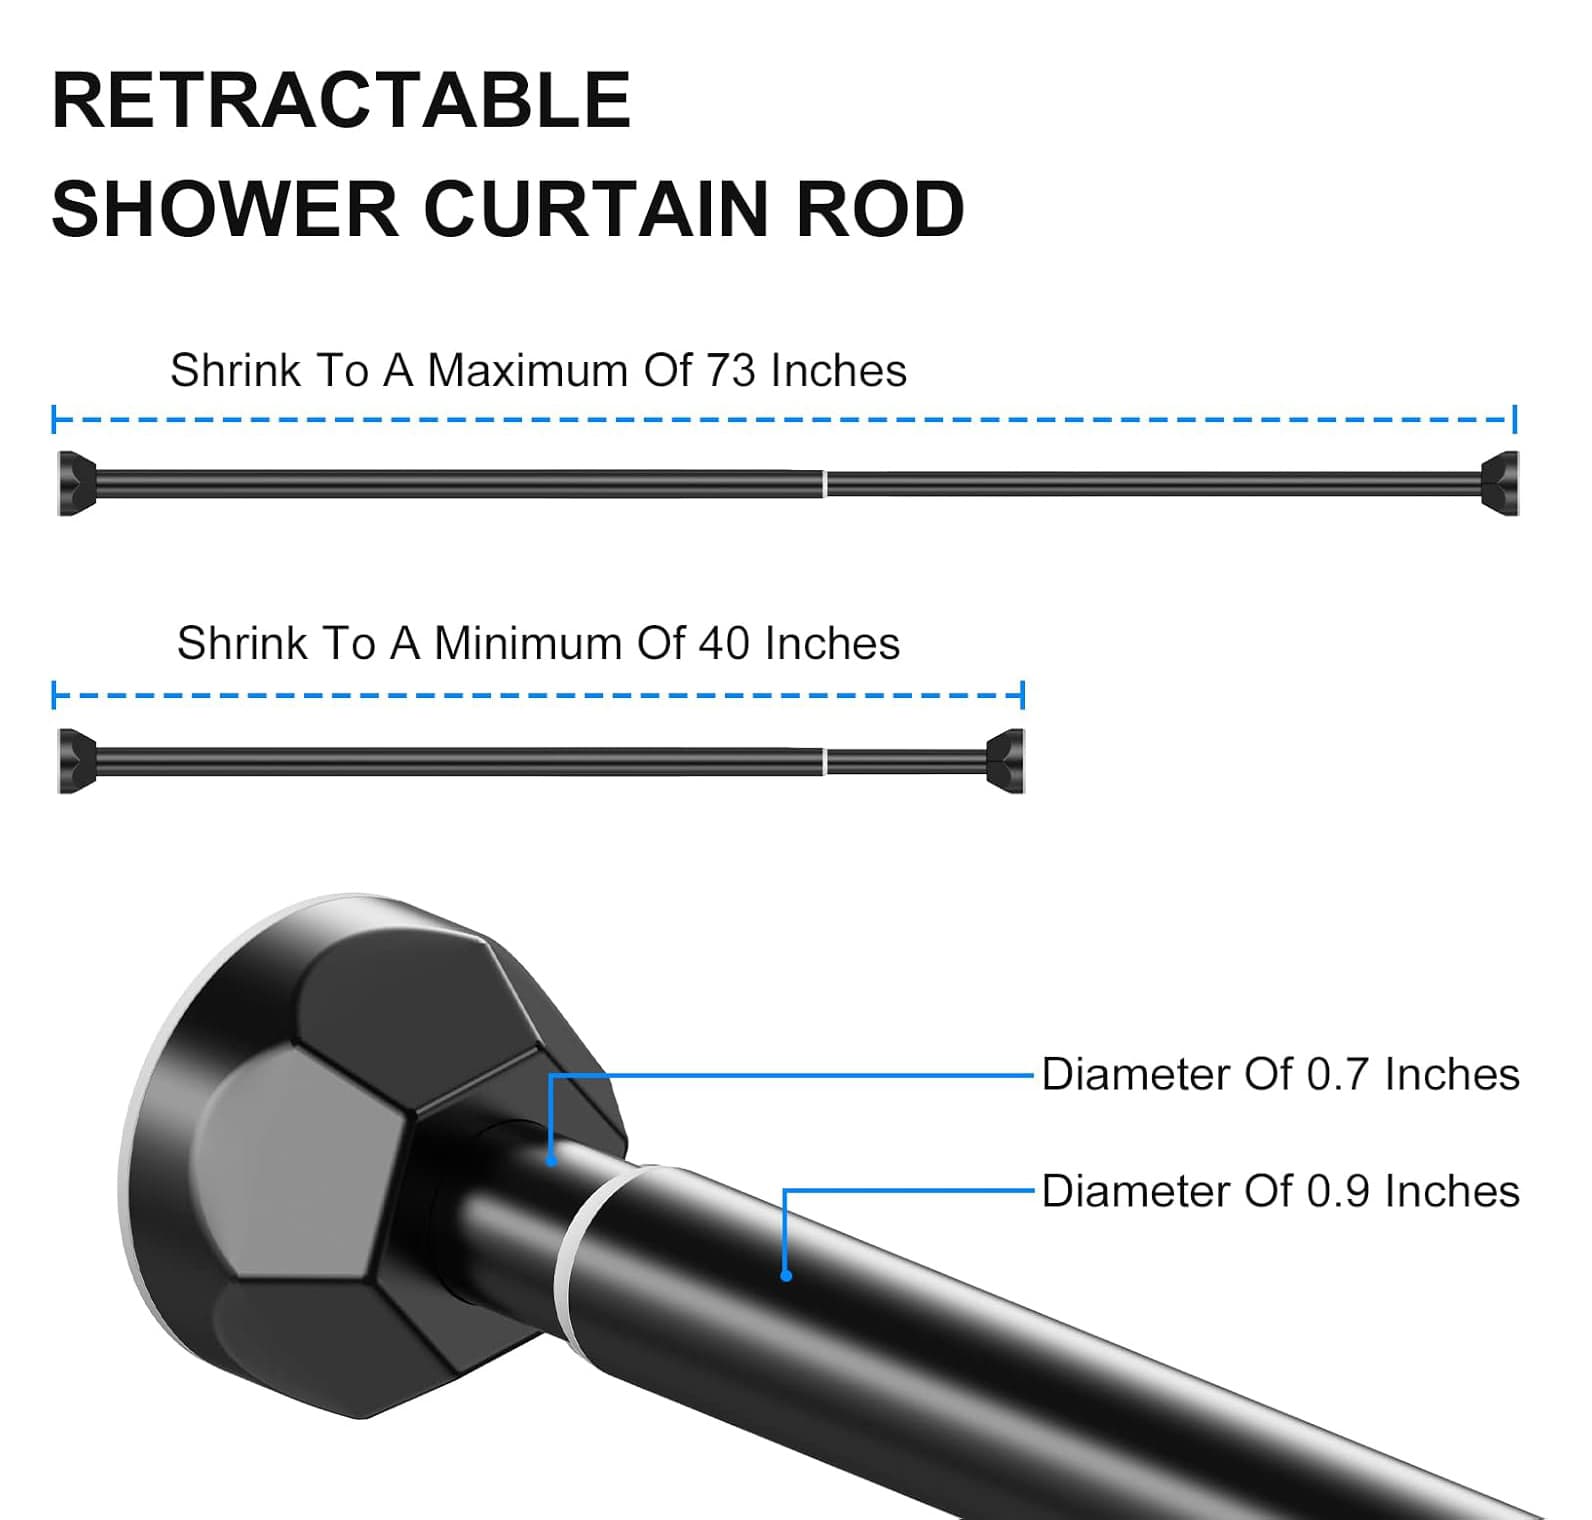 RETRACTABLE
SHOWER CURTAIN ROD
Shrink To A Maximum Of 73 Inches
Shrink To A Minimum Of 40 Inches
Diameter Of 0.7 Inches
Diameter Of 0.9 Inches